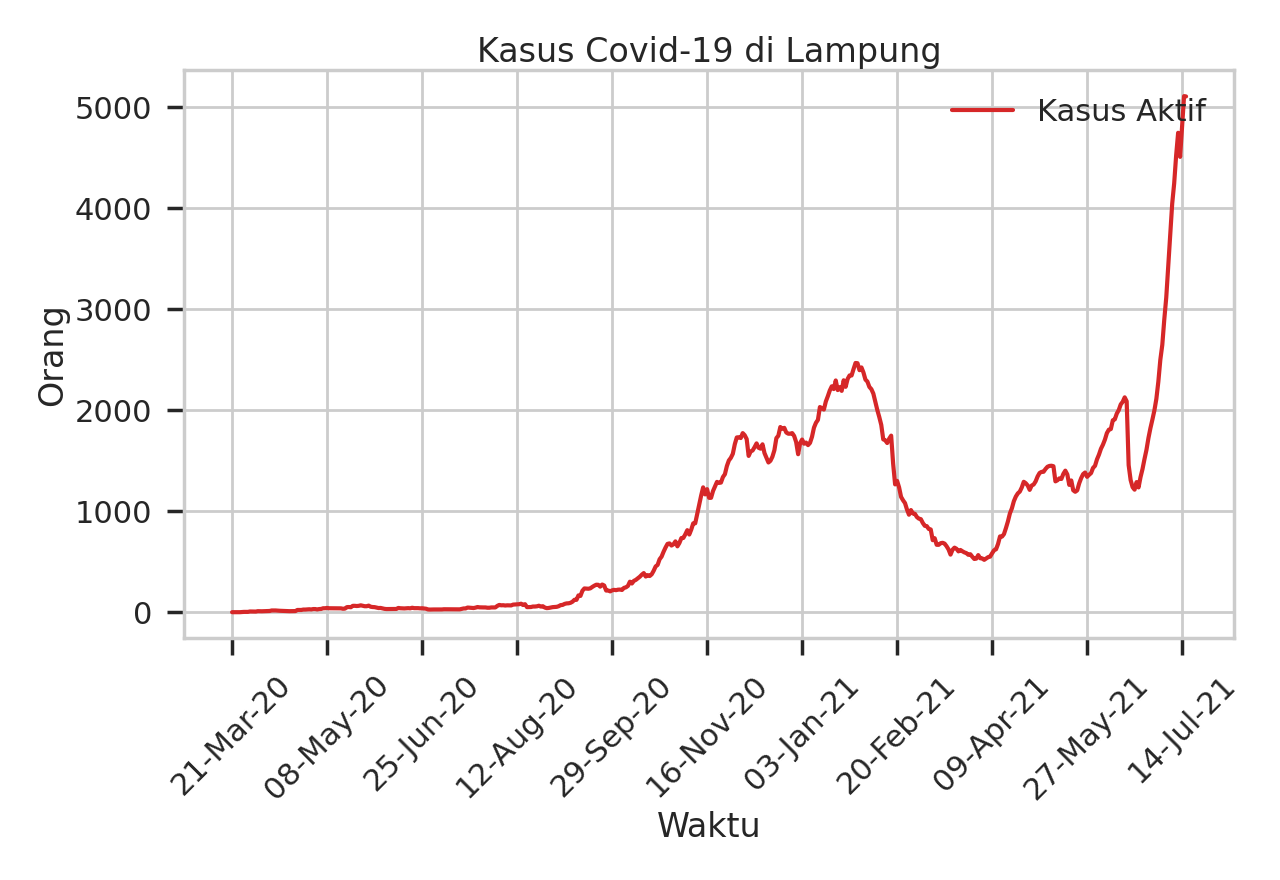 Kasus Covid-19 di Lampung
Kasus Aktif
5000
4000
3000
2000
1000
0
Orang
21-Mar-20
08-May-20
25-Jun-20
12-Aug-20
29-Sep-20
16-Nov-20
03-Jan-21
20-Feb-21
09-Apr-21
27-May-21
14-Jul-21
Waktu